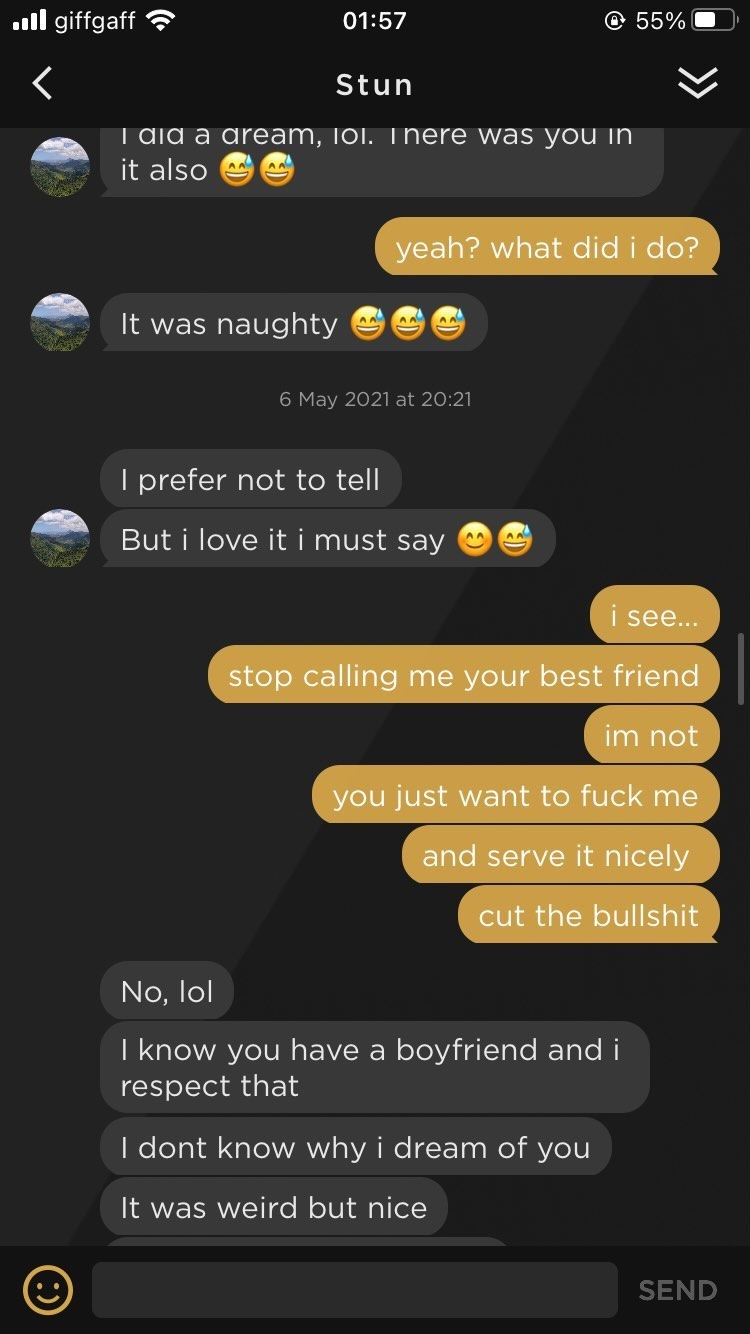 giffgaff 01:57 55%
Stun
I did a dream, lol. There was you in
it also 😅😅
yeah? what did i do?
It was naughty 😅😅😅
6 May 2021 at 20:21
I prefer not to tell
But i love it i must say 😊😅
i see...
stop calling me your best friend
im not
you just want to fuck me
and serve it nicely
cut the bullshit
No, lol
I know you have a boyfriend and i
respect that
I dont know why i dream of you
It was weird but nice
SEND